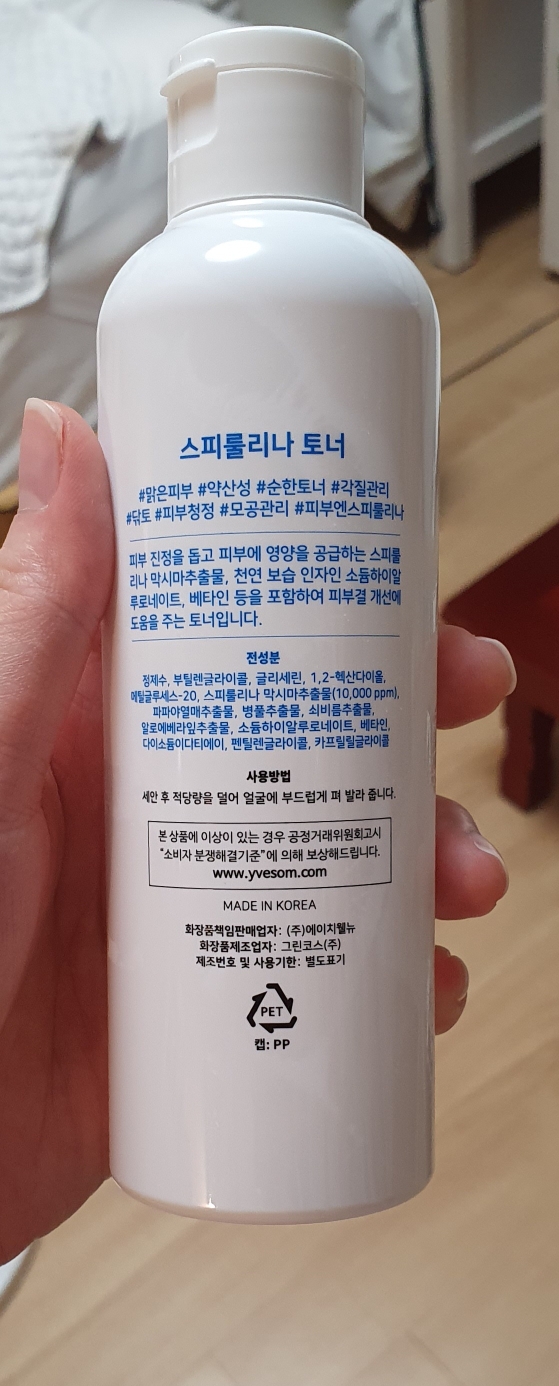 스피룰리나 토너
#맑은피부 #약산성 #순한토너 #각질관리
#닦토 #피부청정 #모공관리 #피부엔스피룰리나
피부 진정을 돕고 피부에 영양을 공급하는 스피룰
리나 막시마추출물, 천연 보습 인자인 소듐하이알
루로네이트, 베타인 등을 포함하여 피부결 개선에
도움을 주는 토너입니다.
전성분
정제수, 부틸렌글라이콜, 글리세린, 1,2-헥산다이올,
메틸글루세스-20, 스피룰리나 막시마추출물(10,000 ppm),
파파야열매추출물, 병풀추출물, 쇠비름추출물,
알로에베라잎추출물, 소듐하이알루로네이트, 베타인,
다이소듐이디티에이, 펜틸렌글라이콜, 카프릴릴글라이콜
사용방법
세안 후 적당량을 덜어 얼굴에 부드럽게 펴 발라 줍니다.
본 상품에 이상이 있는 경우 공정거래위원회고시
"소비자 분쟁해결기준"에 의해 보상해드립니다.
www.yvesom.com
MADE IN KOREA
화장품책임판매업자: (주)에이치웰뉴
화장품제조업자: 그린코스(주)
제조번호 및 사용기한: 별도표기
PET
캡: PP